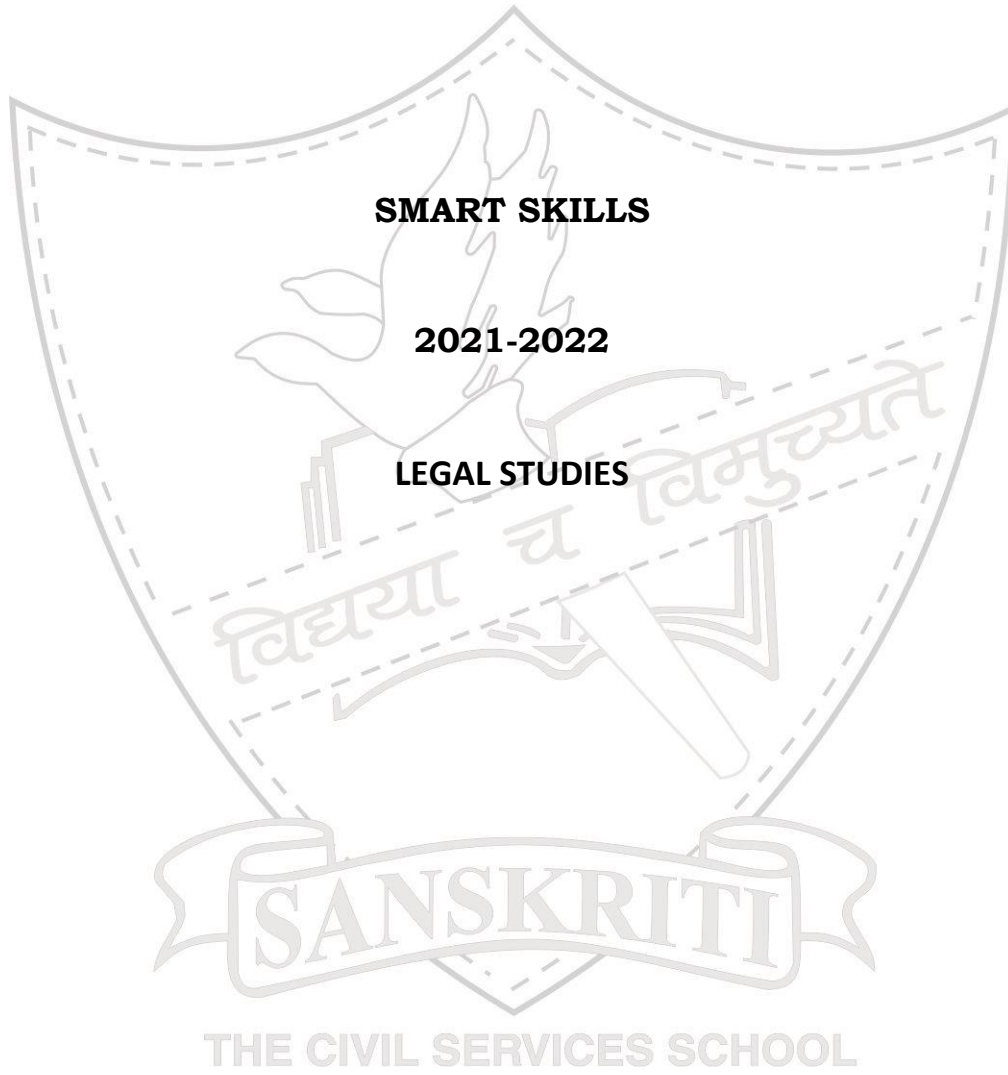 SMART SKILLS
2021-2022
LEGAL STUDIES
विद्यया च विमुच्यते
SANSKRITI
THE CIVIL SERVICES SCHOOL